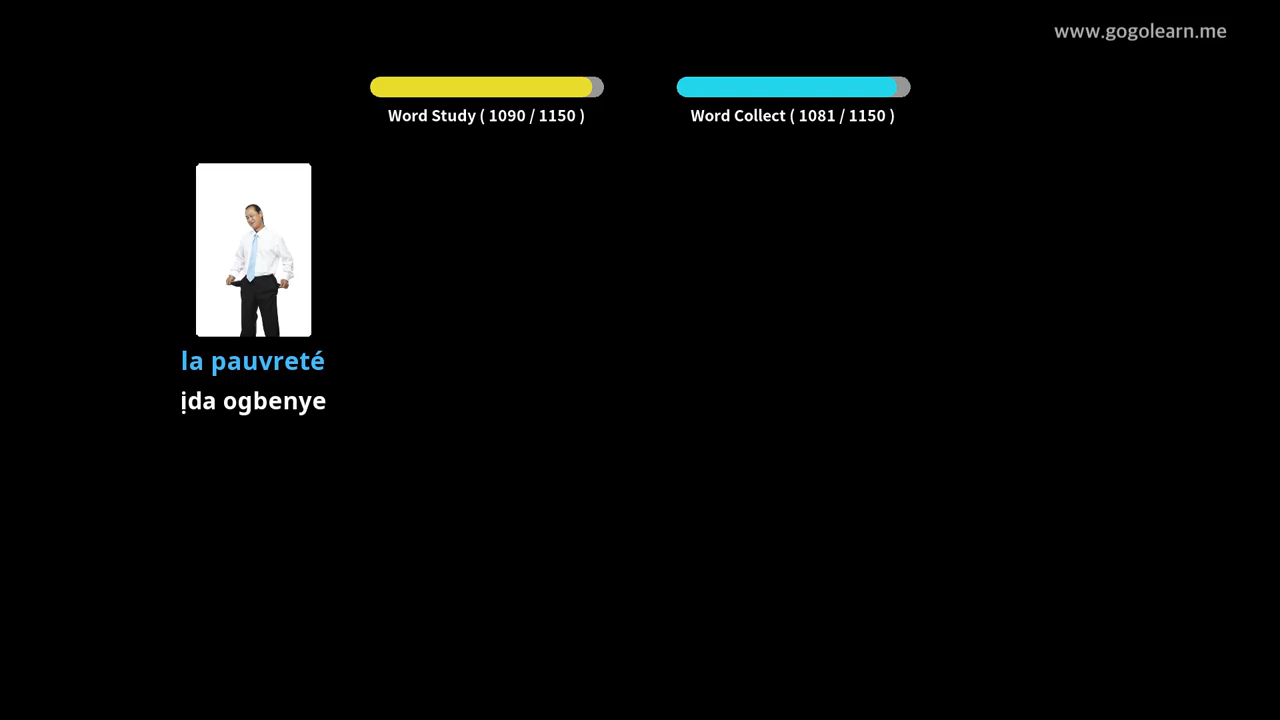 www.gogolearn.me
Word Study ( 1090 / 1150 )
Word Collect ( 1081 / 1150 )
la pauvreté
ịda ogbenye